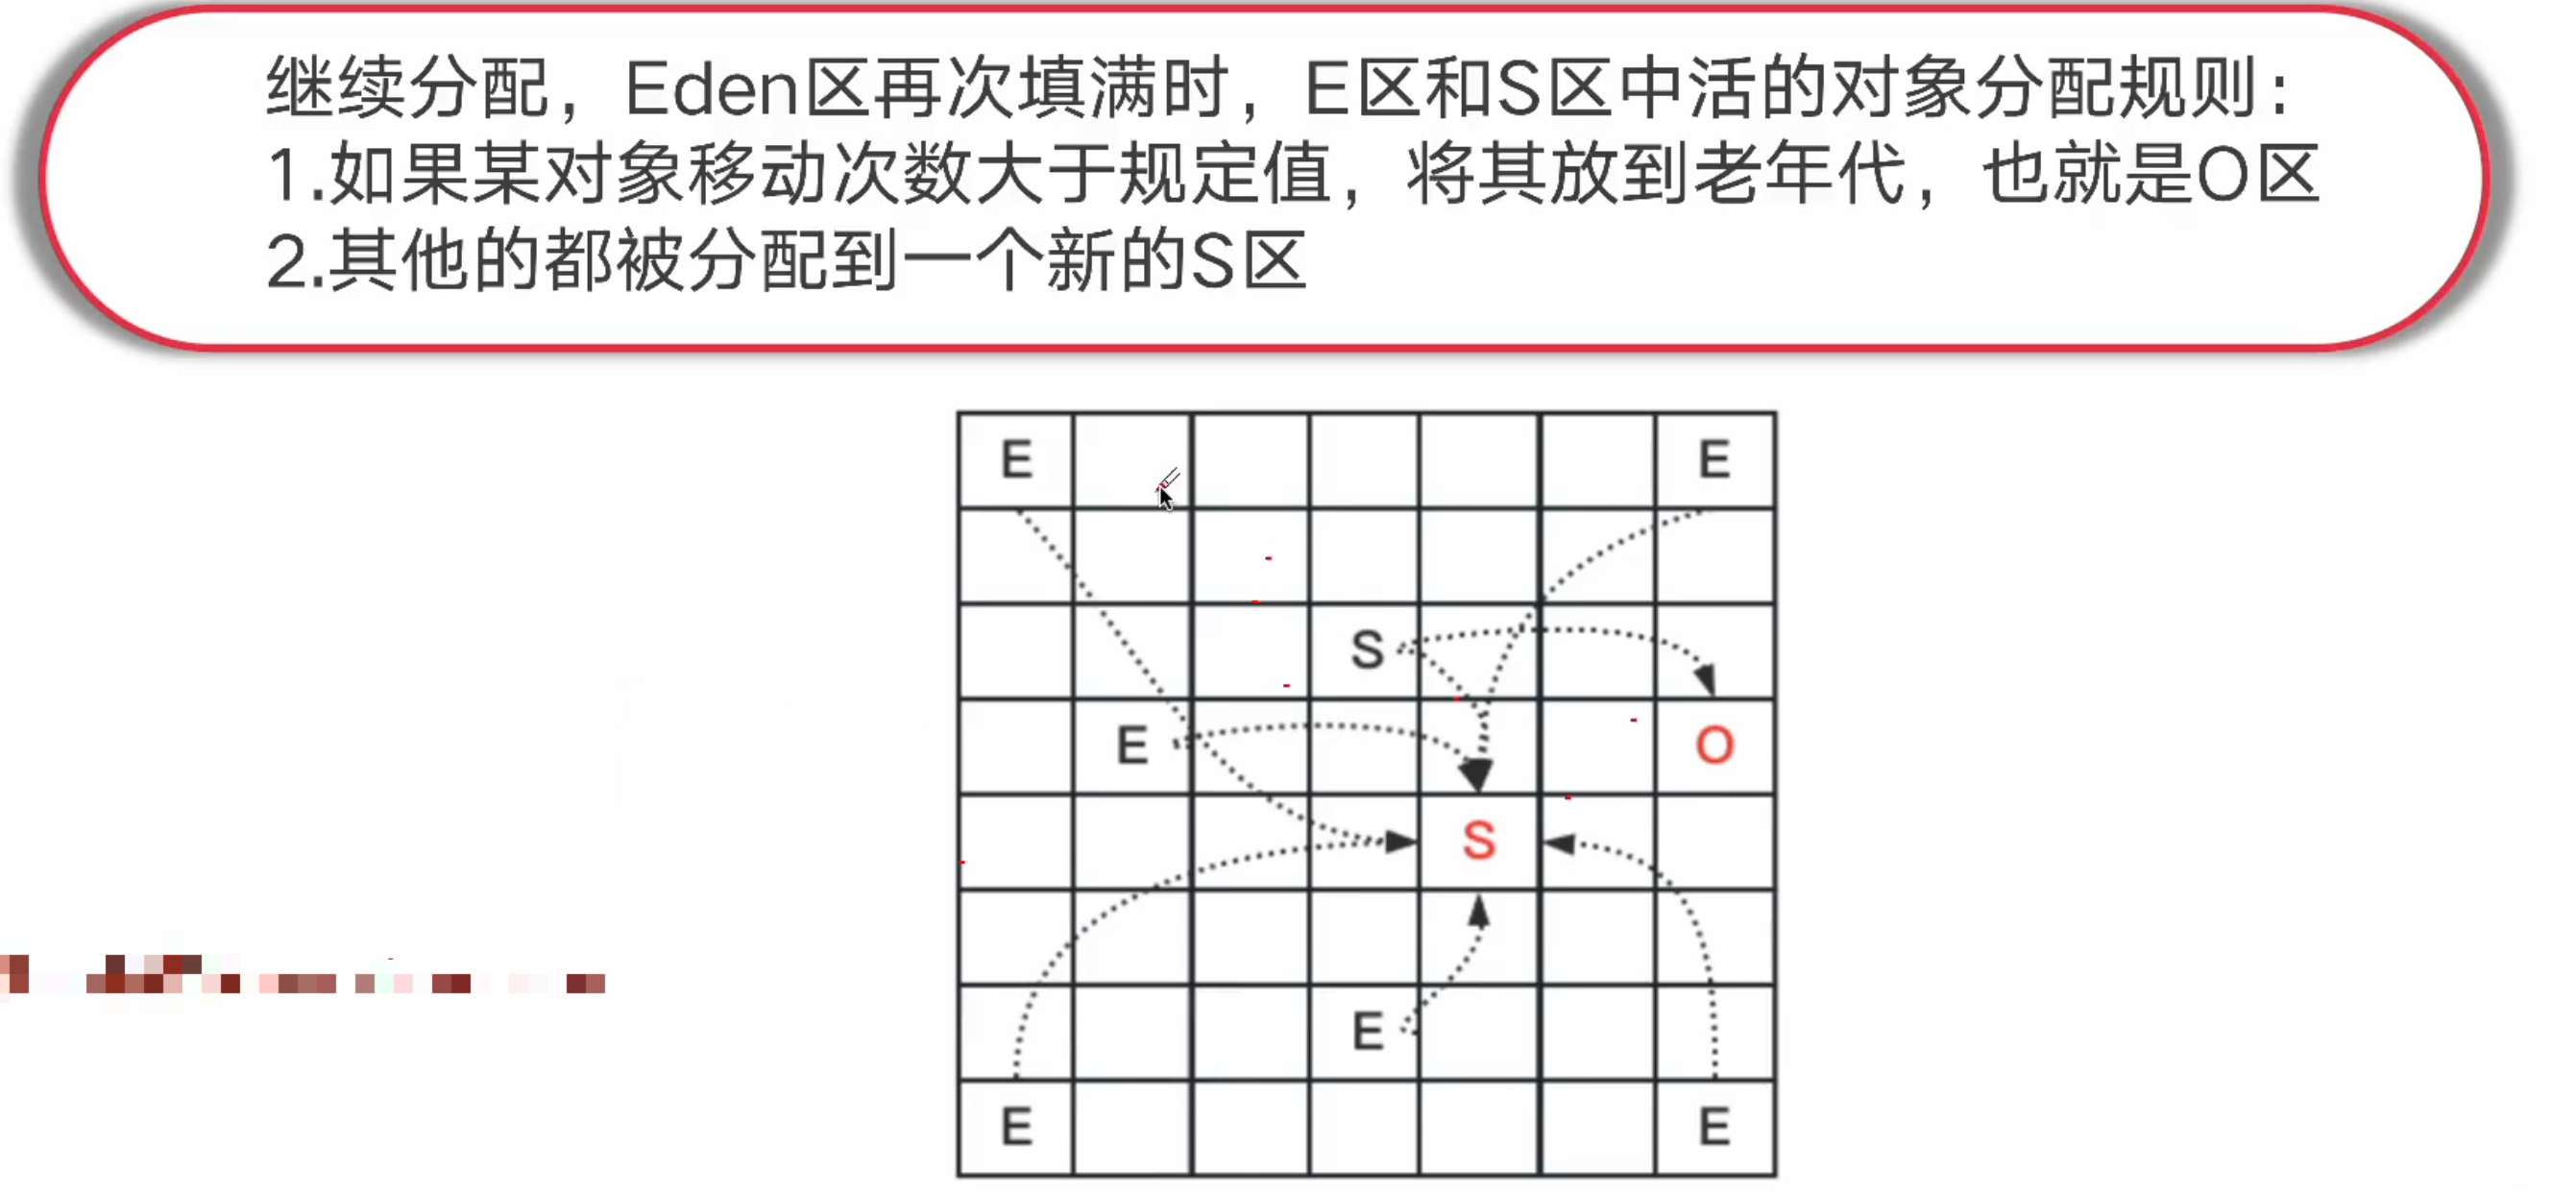 继续分配，Eden区再次填满时，E区和S区中活的对象分配规则：
1.如果某对象移动次数大于规定值，将其放到老年代，也就是O区
2.其他的都被分配到一个新的S区
E E
S
E O
S
E
E E